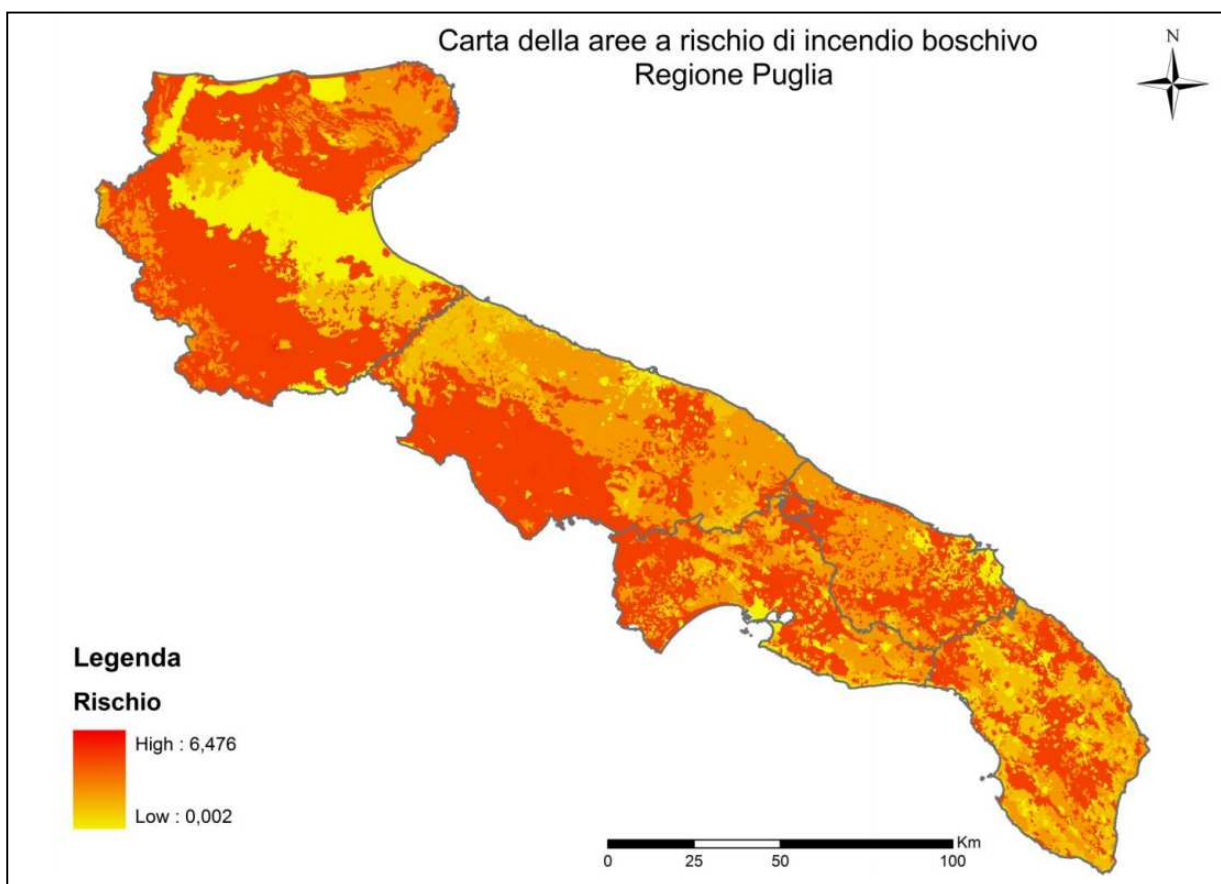 Carta della aree a rischio di incendio boschivo
Regione Puglia
N
Legenda
Rischio
High : 6,476
Low : 0,002
Km
0 25 50 100